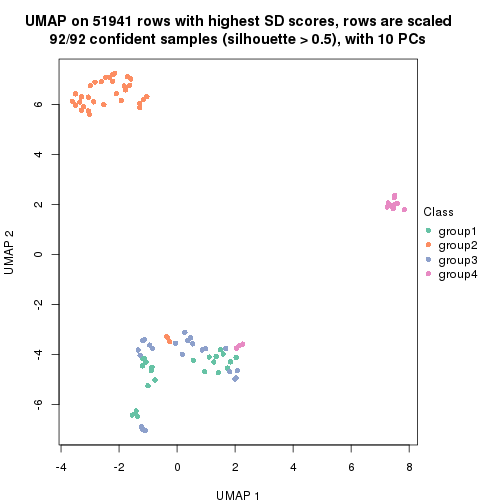 UMAP on 51941 rows with highest SD scores, rows are scaled
92/92 confident samples (silhouette > 0.5), with 10 PCs
6
4
2
0
-2
-4
-6
UMAP 2
-4
-2
0
2
4
6
8
UMAP 1
Class
group1
group2
group3
group4